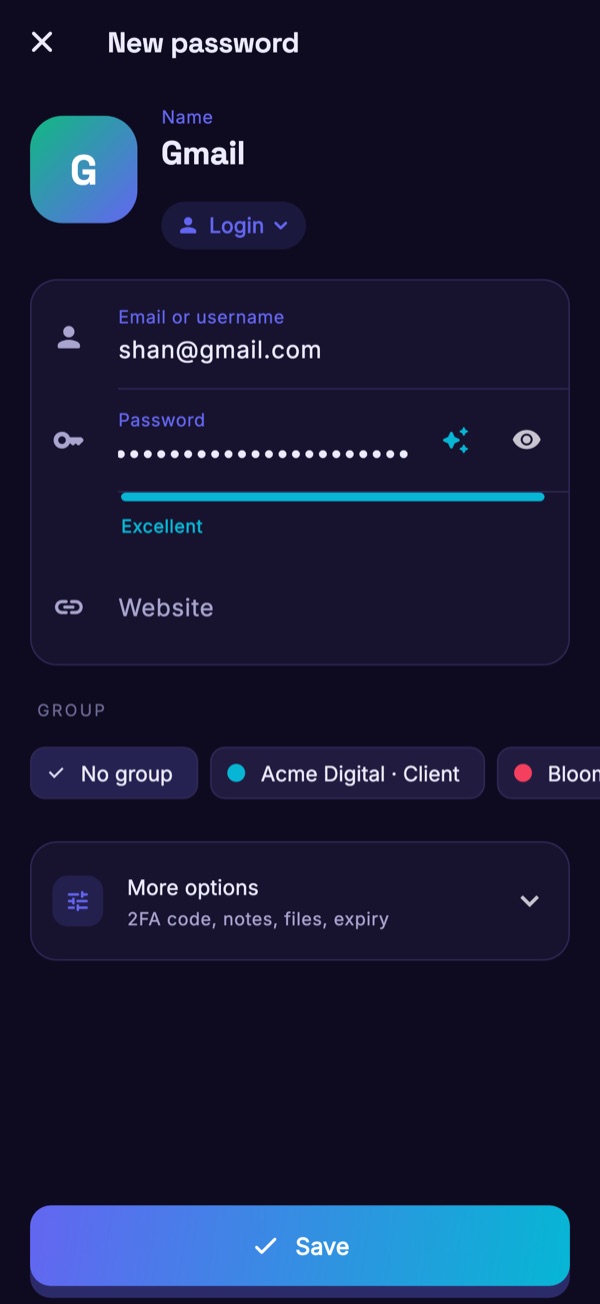 New password
Name
G
Gmail
Login
Email or username
shan@gmail.com
Password
••••••••••••••••••••••
Excellent
Website
GROUP
No group
Acme Digital · Client
Bloon
More options
2FA code, notes, files, expiry
Save